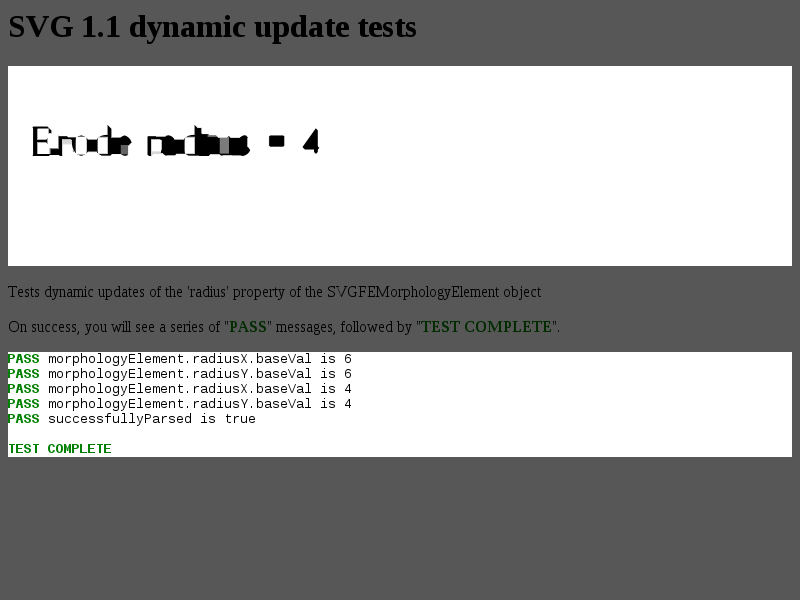 SVG 1.1 dynamic update tests
Erode radius = 4
Tests dynamic updates of the 'radius' property of the SVGFEMorphologyElement object
On success, you will see a series of "PASS" messages, followed by "TEST COMPLETE".
PASS morphologyElement.radiusX.baseVal is 6
PASS morphologyElement.radiusY.baseVal is 6
PASS morphologyElement.radiusX.baseVal is 4
PASS morphologyElement.radiusY.baseVal is 4
PASS successfullyParsed is true
TEST COMPLETE